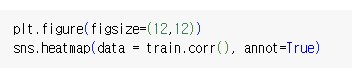 plt.figure(figsize=(12,12))
sns.heatmap(data = train.corr(), annot=True)